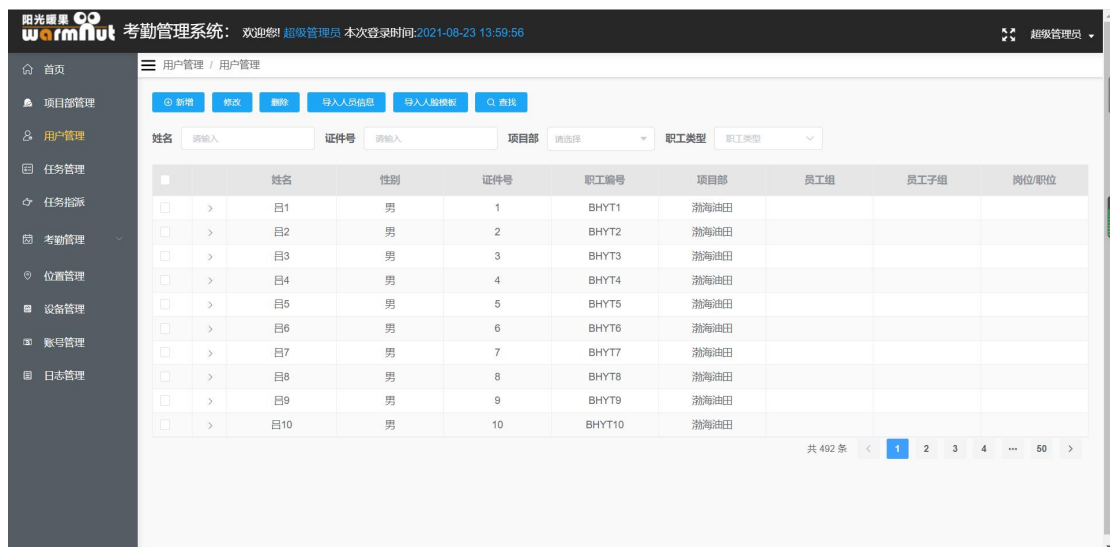 阳光暖果
warmnut 考勤管理系统： 欢迎您! 超级管理员 本次登录时间:2021-08-23 13:59:56 超级管理员
首页
项目部管理
用户管理
任务管理
任务指派
考勤管理
位置管理
设备管理
账号管理
日志管理
用户管理 / 用户管理
新增 修改 删除 导入人员信息 导入人脸模板 查找
姓名 请输入 证件号 请输入 项目部 请选择 职工类型 职工类型
姓名 性别 证件号 职工编号 项目部 员工组 员工子组 岗位/职位
吕1 男 1 BHYT1 渤海油田
吕2 男 2 BHYT2 渤海油田
吕3 男 3 BHYT3 渤海油田
吕4 男 4 BHYT4 渤海油田
吕5 男 5 BHYT5 渤海油田
吕6 男 6 BHYT6 渤海油田
吕7 男 7 BHYT7 渤海油田
吕8 男 8 BHYT8 渤海油田
吕9 男 9 BHYT9 渤海油田
吕10 男 10 BHYT10 渤海油田
共 492 条 < 1 2 3 4 ··· 50 >